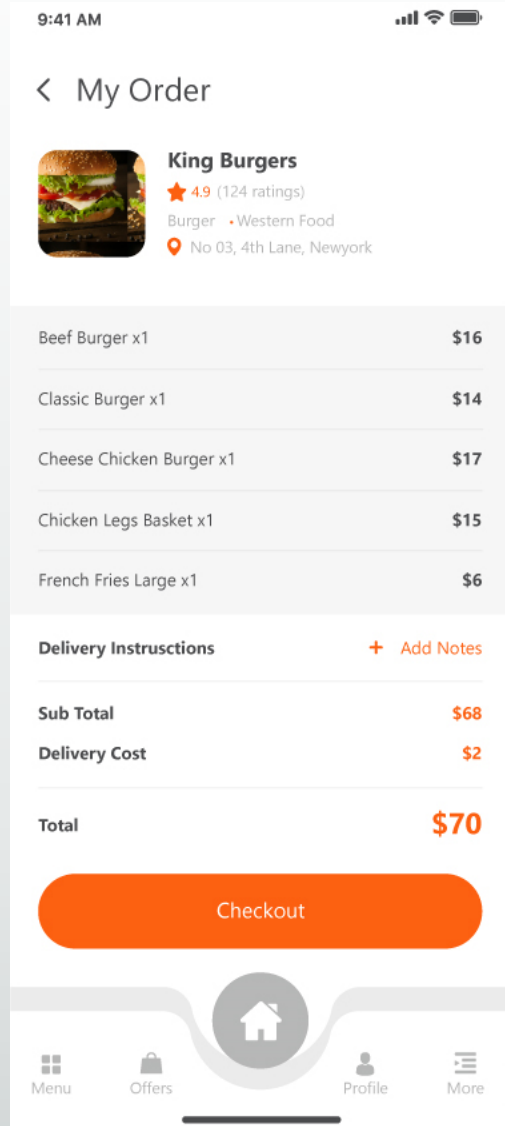 9:41 AM
My Order
King Burgers
4.9 (124 ratings)
Burger • Western Food
No 03, 4th Lane, Newyork
Beef Burger x1 $16
Classic Burger x1 $14
Cheese Chicken Burger x1 $17
Chicken Legs Basket x1 $15
French Fries Large x1 $6
Delivery Instrusctions + Add Notes
Sub Total $68
Delivery Cost $2
Total $70
Checkout
Menu Offers Profile More